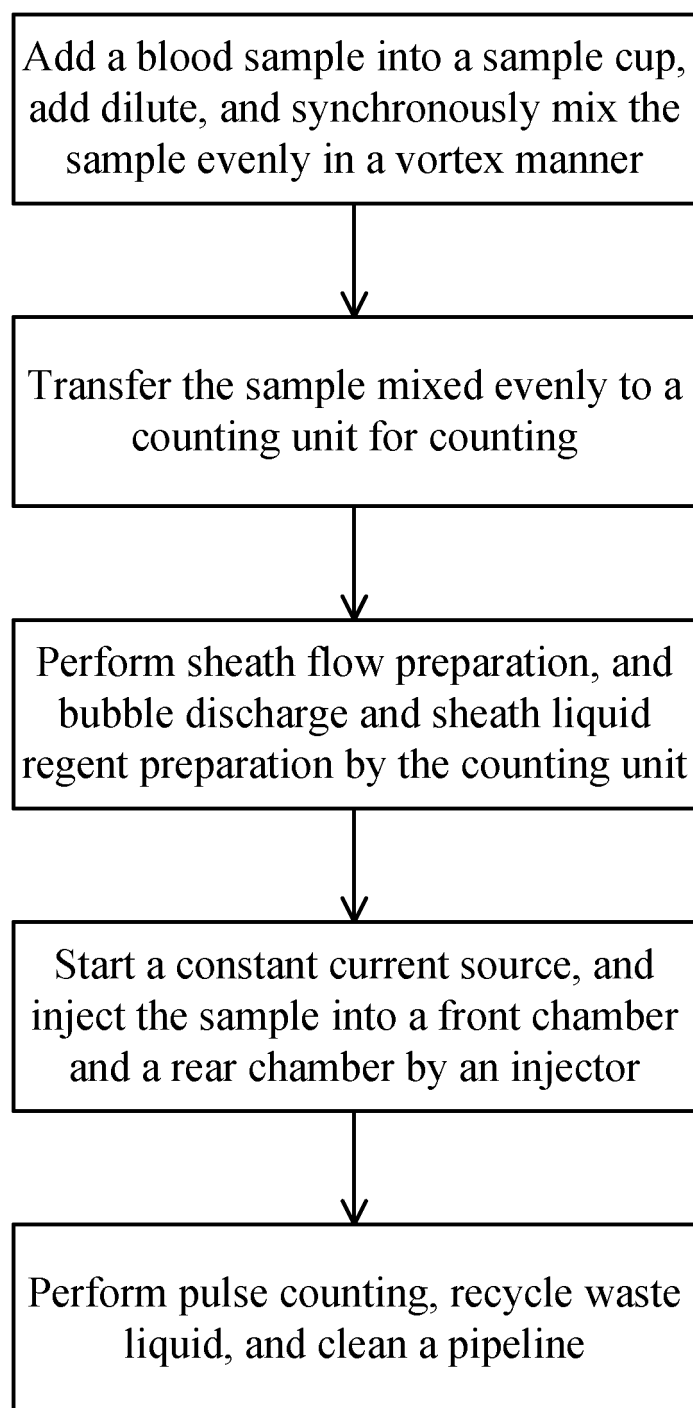 Add a blood sample into a sample cup,
add dilute, and synchronously mix the
sample evenly in a vortex manner
Transfer the sample mixed evenly to a
counting unit for counting
Perform sheath flow preparation, and
bubble discharge and sheath liquid
regent preparation by the counting unit
Start a constant current source, and
inject the sample into a front chamber
and a rear chamber by an injector
Perform pulse counting, recycle waste
liquid, and clean a pipeline